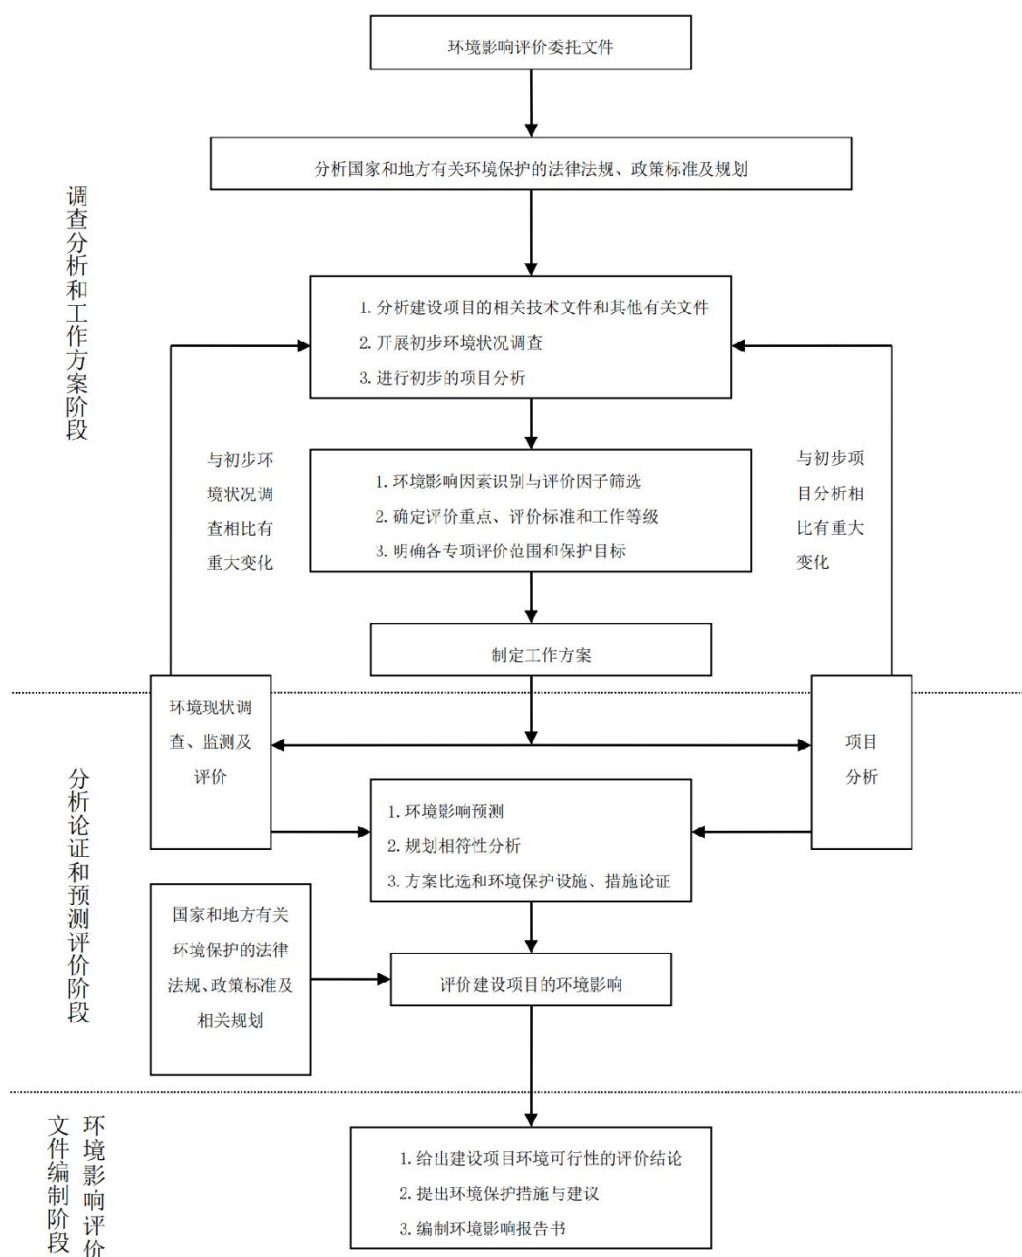 环境影响评价委托文件
分析国家和地方有关环境保护的法律法规、政策标准及规划
调查分析和工作方案阶段
1. 分析建设项目的相关技术文件和其他有关文件
2. 开展初步环境状况调查
3. 进行初步的项目分析
与初步环
境状况调
查相比有
重大变化
1. 环境影响因素识别与评价因子筛选
2. 确定评价重点、评价标准和工作等级
3. 明确各专项评价范围和保护目标
与初步项
目分析相
比有重大
变化
制定工作方案
环境现状调
查、监测及
评价
项目
分析
分析论证和预测评价阶段
1. 环境影响预测
2. 规划相符性分析
3. 方案比选和环境保护设施、措施论证
国家和地方有关
环境保护的法律
法规、政策标准及
相关规划
评价建设项目的环境影响
环境影响评价
文件编制阶段
1. 给出建设项目环境可行性的评价结论
2. 提出环境保护措施与建议
3. 编制环境影响报告书